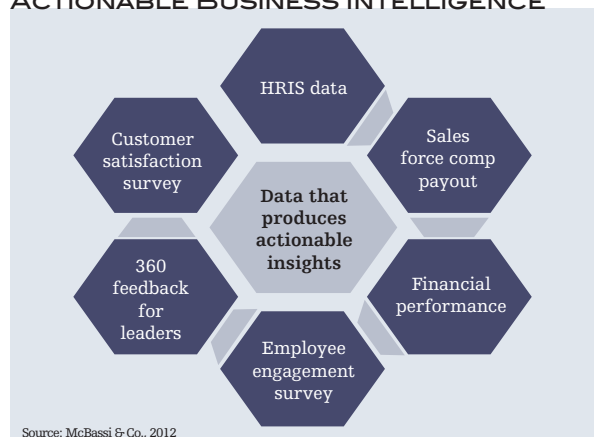 ACTIONABLE BUSINESS INTELLIGENCE
HRIS data
Sales
force comp
payout
Financial
performance
Employee
engagement
survey
360
feedback
for
leaders
Customer
satisfaction
survey
Data that
produces
actionable
insights
Source: McBassi & Co., 2012